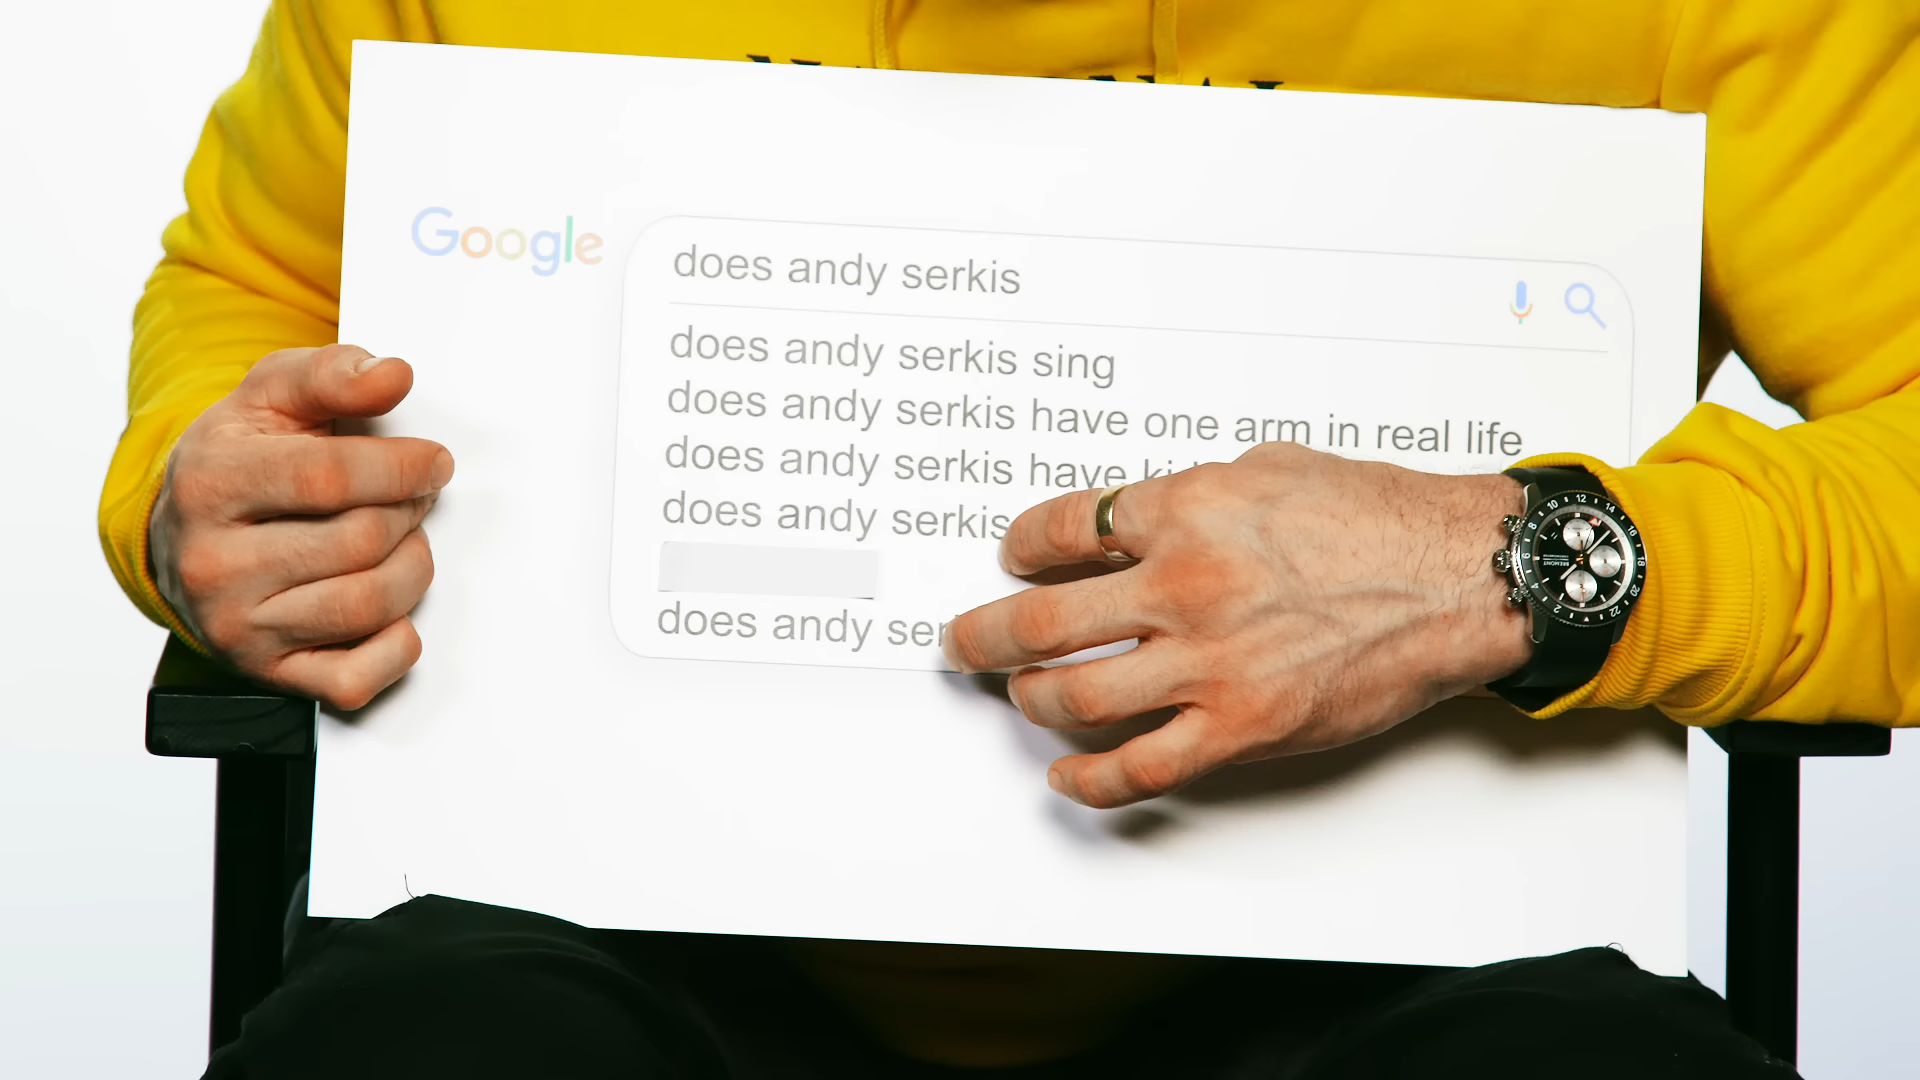 Google
does andy serkis
does andy serkis sing
does andy serkis have one arm in real life
does andy serkis have
does andy serkis
does andy
BREMONT